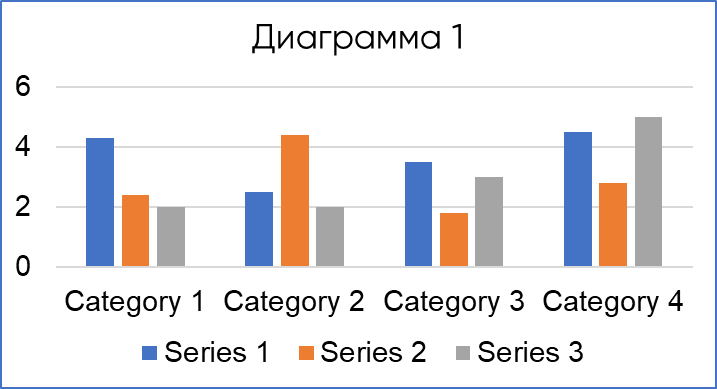 Диаграмма 1
6
4
2
0
Category 1 Category 2 Category 3 Category 4
Series 1 Series 2 Series 3